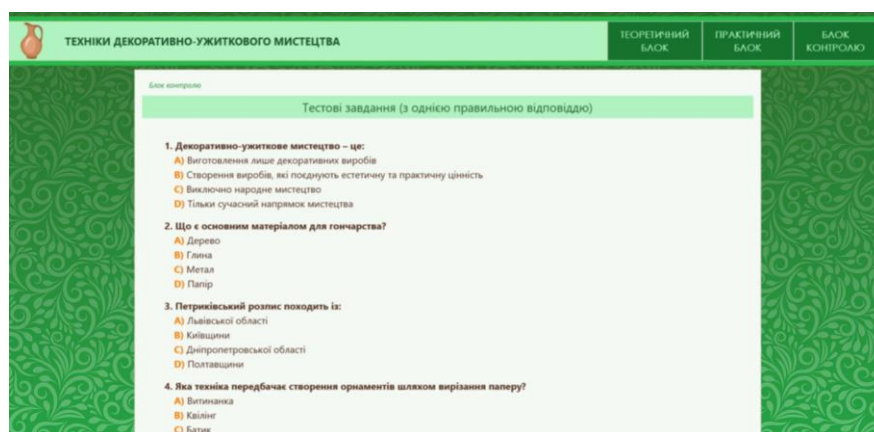 ТЕХНІКИ ДЕКОРАТИВНО-УЖИТКОВОГО МИСТЕЦТВА
ТЕОРЕТИЧНИЙ БЛОК
ПРАКТИЧНИЙ БЛОК
БЛОК КОНТРОЛЮ
Блок контролю
Тестові завдання (з однією правильною відповіддю)
1. Декоративно-ужиткове мистецтво – це:
A) Виготовлення лише декоративних виробів
B) Створення виробів, які поєднують естетичну та практичну цінність
C) Виключно народне мистецтво
D) Тільки сучасний напрямок мистецтва
2. Що є основним матеріалом для гончарства?
A) Дерево
B) Глина
C) Метал
D) Папір
3. Петриківський розпис походить із:
A) Львівської області
B) Київщини
C) Дніпропетровської області
D) Полтавщини
4. Яка техніка передбачає створення орнаментів шляхом вирізання паперу?
A) Витинанка
B) Квілінг
C) Батик